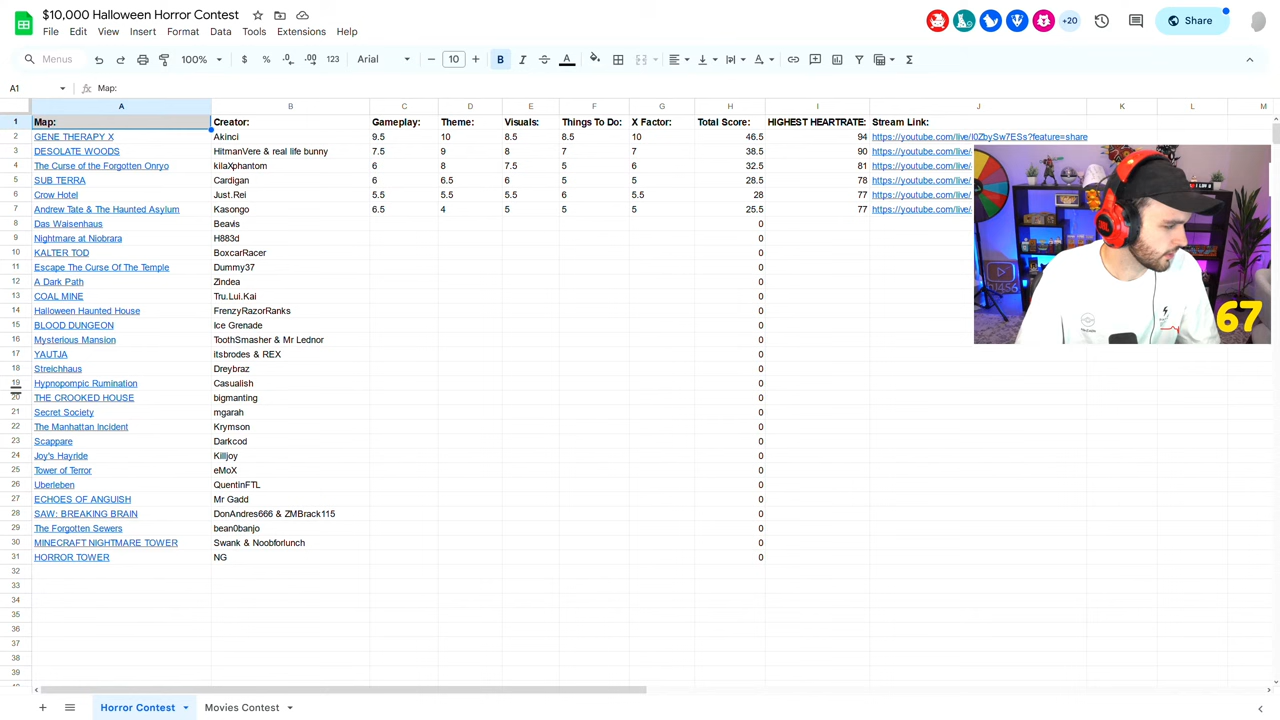 $10,000 Halloween Horror Contest
File Edit View Insert Format Data Tools Extensions Help
+20
Share
Menus 100% $ % .0 .00 123 Arial 10 B I A
A1 Map:
A B C D E F G H I J K L M
1 Map: Creator: Gameplay: Theme: Visuals: Things To Do: X Factor: Total Score: HIGHEST HEARTRATE: Stream Link:
2 GENE THERAPY X Akinci 9.5 10 8.5 8.5 10 46.5 94 https://youtube.com/live/I0ZbySw7ESs?feature=share
3 DESOLATE WOODS HitmanVere & real life bunny 7.5 9 8 7 7 38.5 90 https://youtube.com/live/
4 The Curse of the Forgotten Onryo kilaXphantom 6 8 7.5 5 6 32.5 81 https://youtube.com/live/
5 SUB TERRA Cardigan 6 6.5 6 5 5 28.5 78 https://youtube.com/live/
6 Crow Hotel Just.Rei 5.5 5.5 5.5 6 5.5 28 77 https://youtube.com/live/
7 Andrew Tate & The Haunted Asylum Kasongo 6.5 4 5 5 5 25.5 77 https://youtube.com/live/
8 Das Waisenhaus Beavis 0
9 Nightmare at Niobrara H883d 0
10 KALTER TOD BoxcarRacer 0
11 Escape The Curse Of The Temple Dummy37 0
12 A Dark Path Zindea 0
13 COAL MINE Tru.Lui.Kai 0
14 Halloween Haunted House FrenzyRazorRanks 0
15 BLOOD DUNGEON Ice Grenade 0
16 Mysterious Mansion ToothSmasher & Mr Lednor 0
17 YAUTJA itsbrodes & REX 0
18 Streichhaus Dreybraz 0
19 Hypnopompic Rumination Casualish 0
20 THE CROOKED HOUSE bigmanting 0
21 Secret Society mgarah 0
22 The Manhattan Incident Krymson 0
23 Scappare Darkcod 0
24 Joy's Hayride Killjoy 0
25 Tower of Terror eMoX 0
26 Uberleben QuentinFTL 0
27 ECHOES OF ANGUISH Mr Gadd 0
28 SAW: BREAKING BRAIN DonAndres666 & ZMBrack115 0
29 The Forgotten Sewers bean0banjo 0
30 MINECRAFT NIGHTMARE TOWER Swank & Noobforlunch 0
31 HORROR TOWER NG 0
32
33
34
35
36
37
38
39
67
JBL
Horror Contest Movies Contest